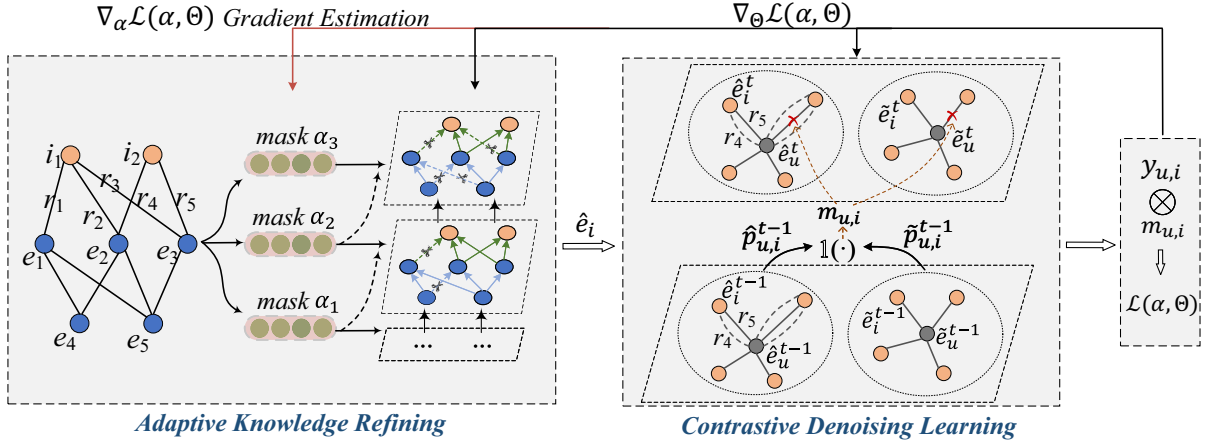 ∇_α ℒ(α, Θ) Gradient Estimation
∇_Θ ℒ(α, Θ)
i_1
i_2
r_1
r_2
r_3
r_4
r_5
e_1
e_2
e_3
e_4
e_5
mask α_3
mask α_2
mask α_1
...
...
ê_i
ê_i^t
r_5
r_4
ê_u^t
ẽ_i^t
ẽ_u^t
m_{u,i}
p̂_{u,i}^{t-1}
𝟙(·)
p̃_{u,i}^{t-1}
ê_i^{t-1}
r_5
r_4
ê_u^{t-1}
ẽ_i^{t-1}
ẽ_u^{t-1}
y_{u,i}
⊗
m_{u,i}
ℒ(α, Θ)
Adaptive Knowledge Refining
Contrastive Denoising Learning